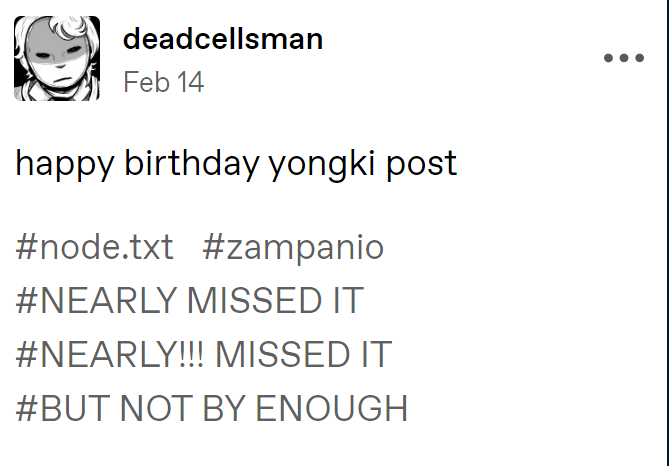 deadcellsman
Feb 14
happy birthday yongki post
#node.txt #zampanio
#NEARLY MISSED IT
#NEARLY!!! MISSED IT
#BUT NOT BY ENOUGH